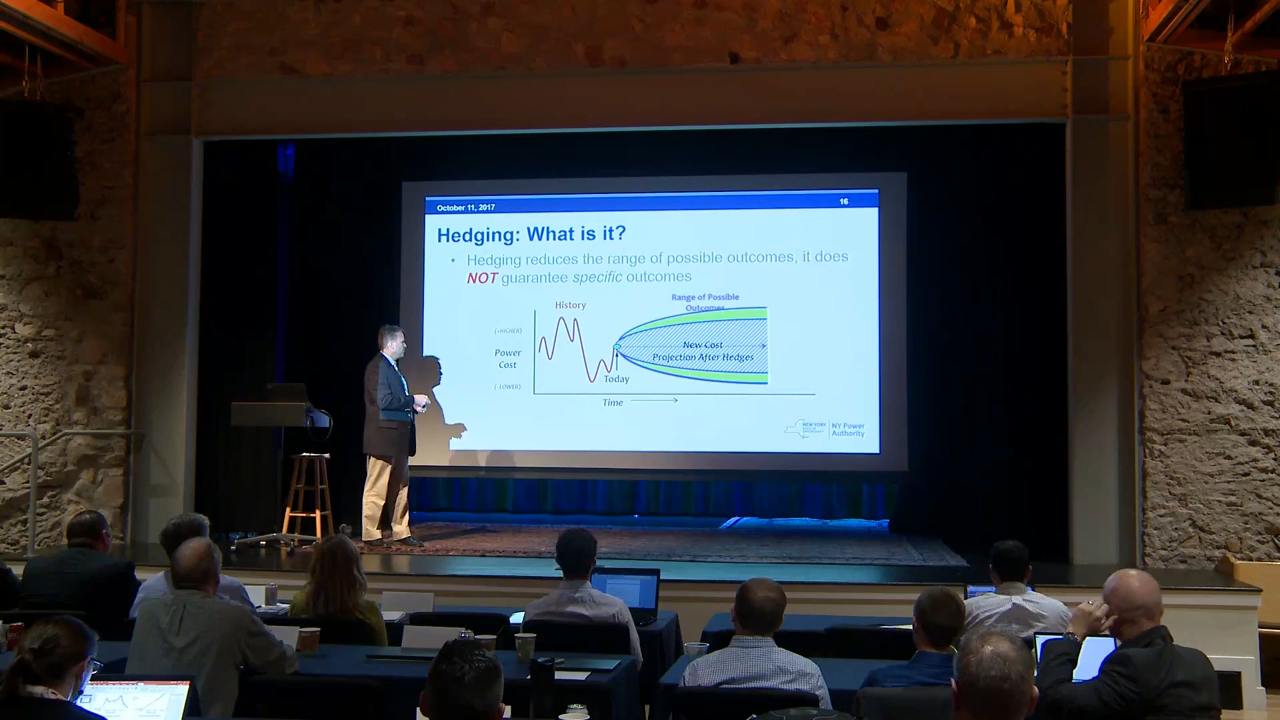 October 11, 2017
16
Hedging: What is it?
• Hedging reduces the range of possible outcomes, it does
NOT guarantee specific outcomes
History
Range of Possible
Outcomes
(+HIGHER)
Power
Cost
(-LOWER)
New Cost
Projection After Hedges
Today
Time
NEW YORK
NY Power
Authority